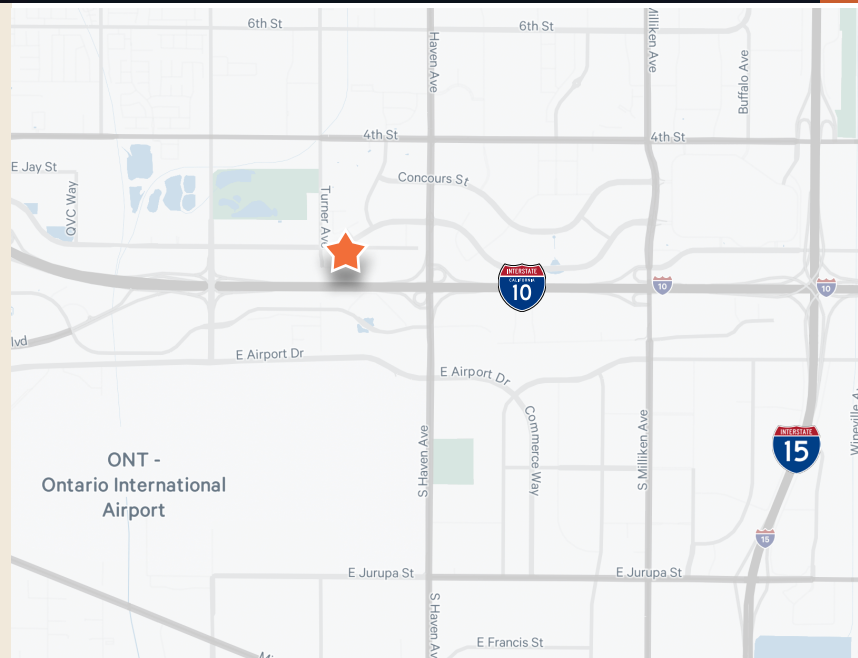 6th St
6th St
Haven Ave
Milliken Ave
Buffalo Ave
4th St
4th St
E Jay St
Concours St
QVC Way
Turner Ave
INTERSTATE
CALIFORNIA
10
10
10
lvd
E Airport Dr
E Airport Dr
Commerce Way
S Haven Ave
S Milliken Ave
INTERSTATE
15
ONT -
Ontario International
Airport
15
E Jurupa St
E Jurupa St
S Haven Av
E Francis St